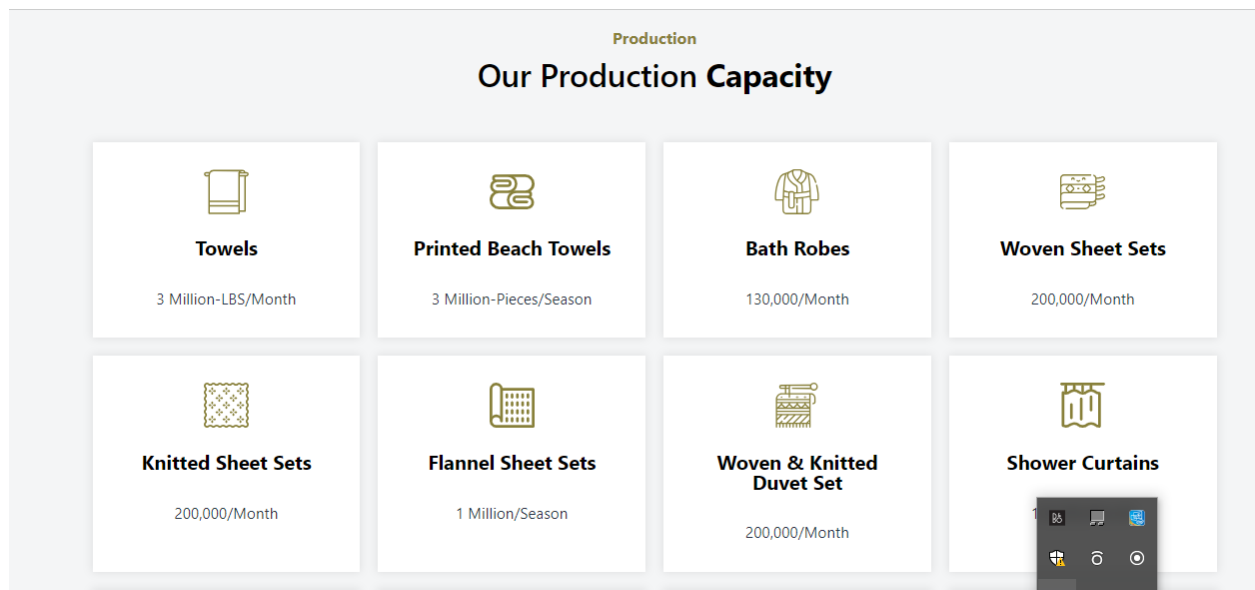 Production
Our Production Capacity
Towels
3 Million-LBS/Month
Printed Beach Towels
3 Million-Pieces/Season
Bath Robes
130,000/Month
Woven Sheet Sets
200,000/Month
Knitted Sheet Sets
200,000/Month
Flannel Sheet Sets
1 Million/Season
Woven & Knitted
Duvet Set
200,000/Month
Shower Curtains